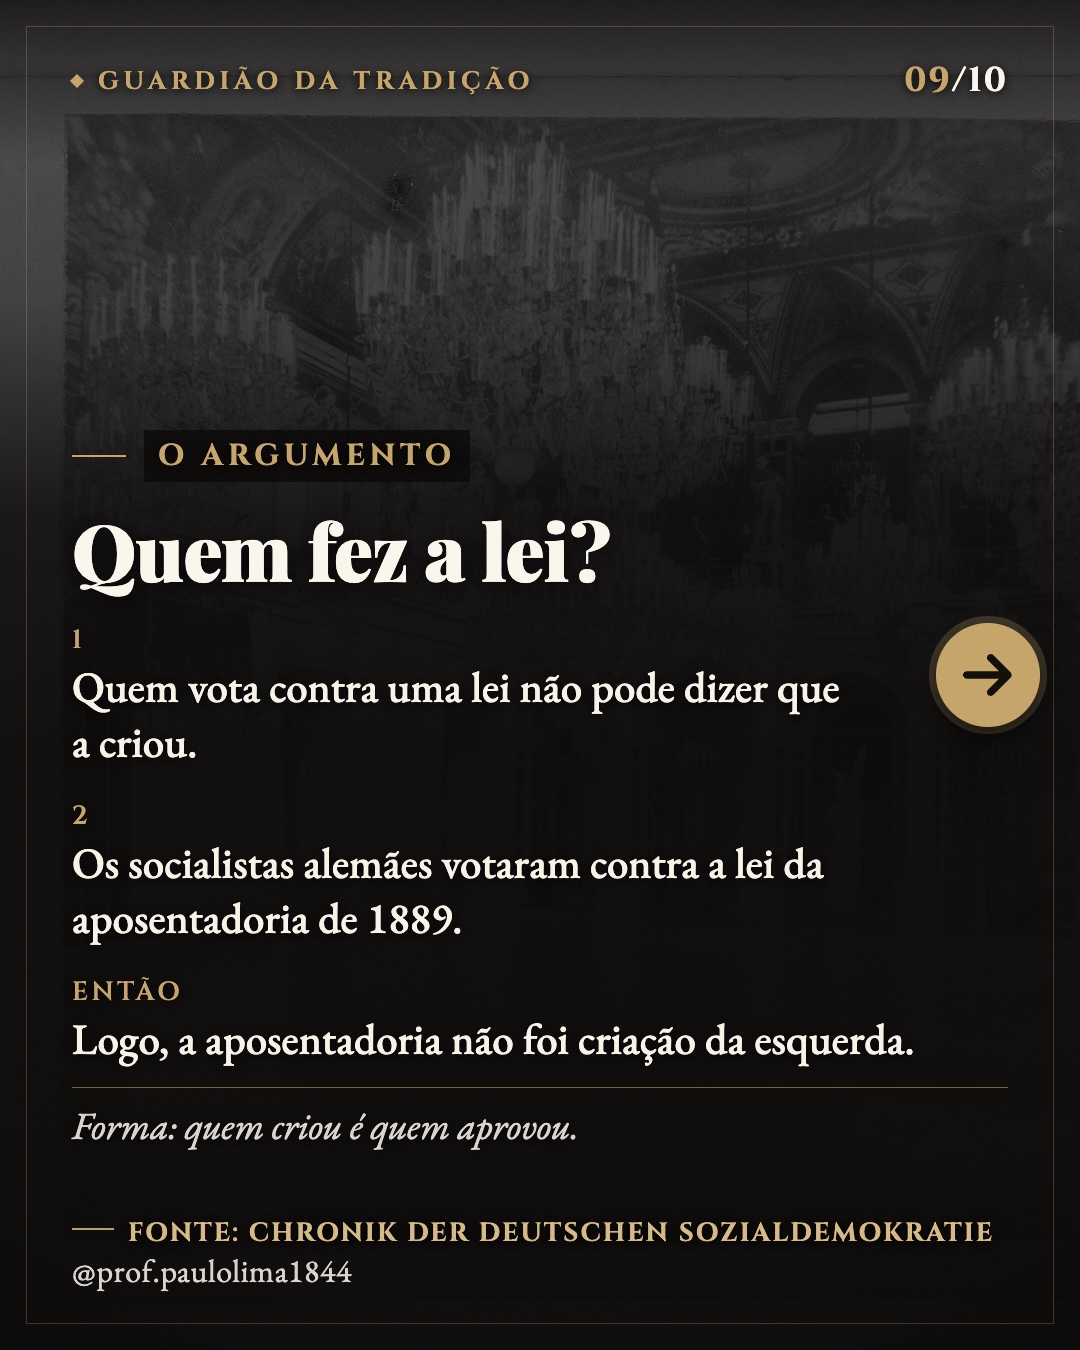 GUARDIÃO DA TRADIÇÃO
09/10
O ARGUMENTO
Quem fez a lei?
1
Quem vota contra uma lei não pode dizer que
a criou.
2
Os socialistas alemães votaram contra a lei da
aposentadoria de 1889.
ENTÃO
Logo, a aposentadoria não foi criação da esquerda.
Forma: quem criou é quem aprovou.
FONTE: CHRONIK DER DEUTSCHEN SOZIALDEMOKRATIE
@prof.paulolima1844